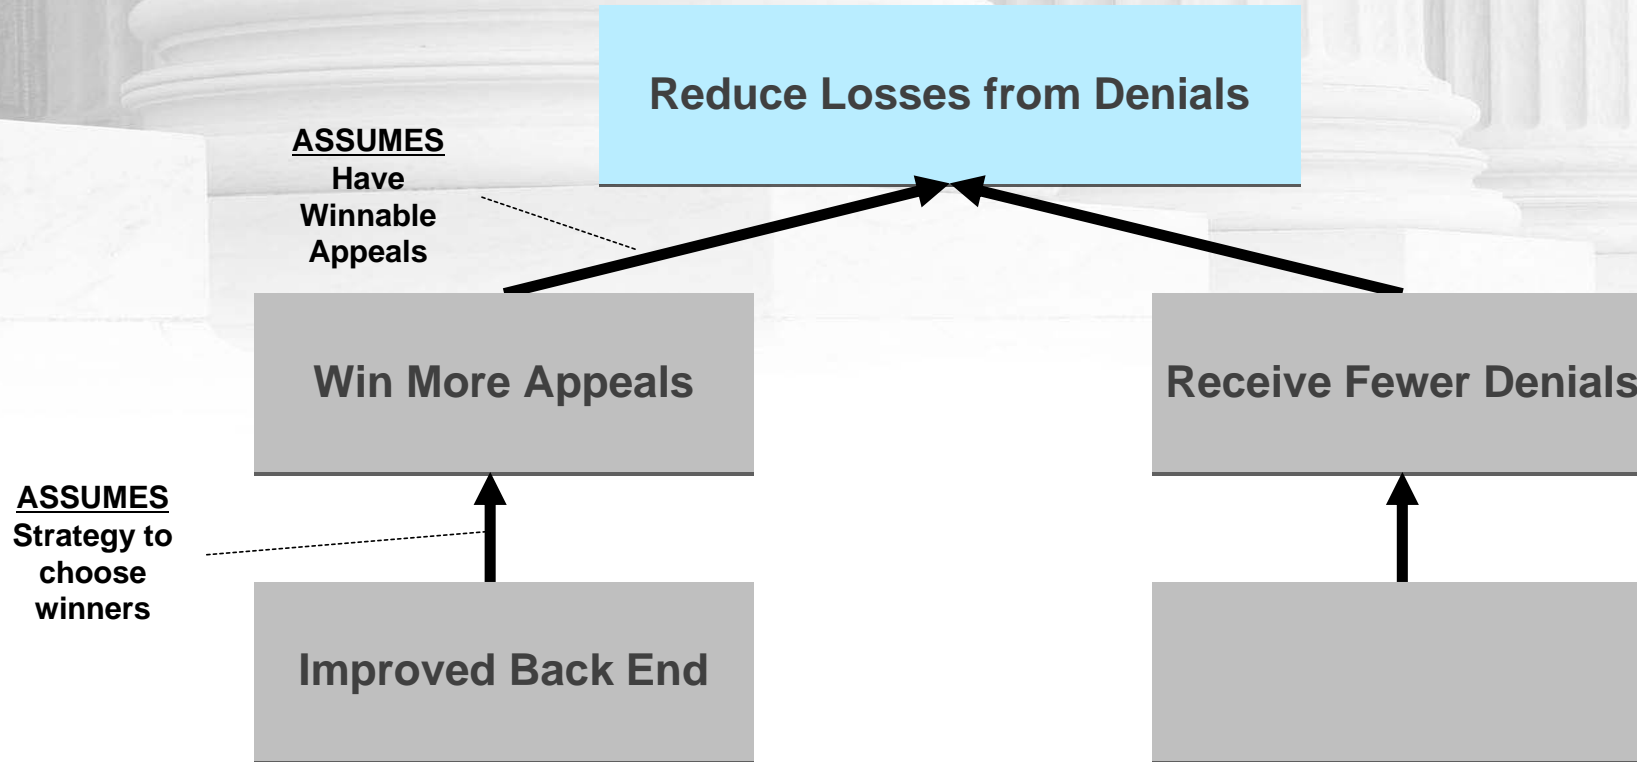 Reduce Losses from Denials
ASSUMES
Have
Winnable
Appeals
Win More Appeals
Receive Fewer Denials
ASSUMES
Strategy to
choose
winners
Improved Back End